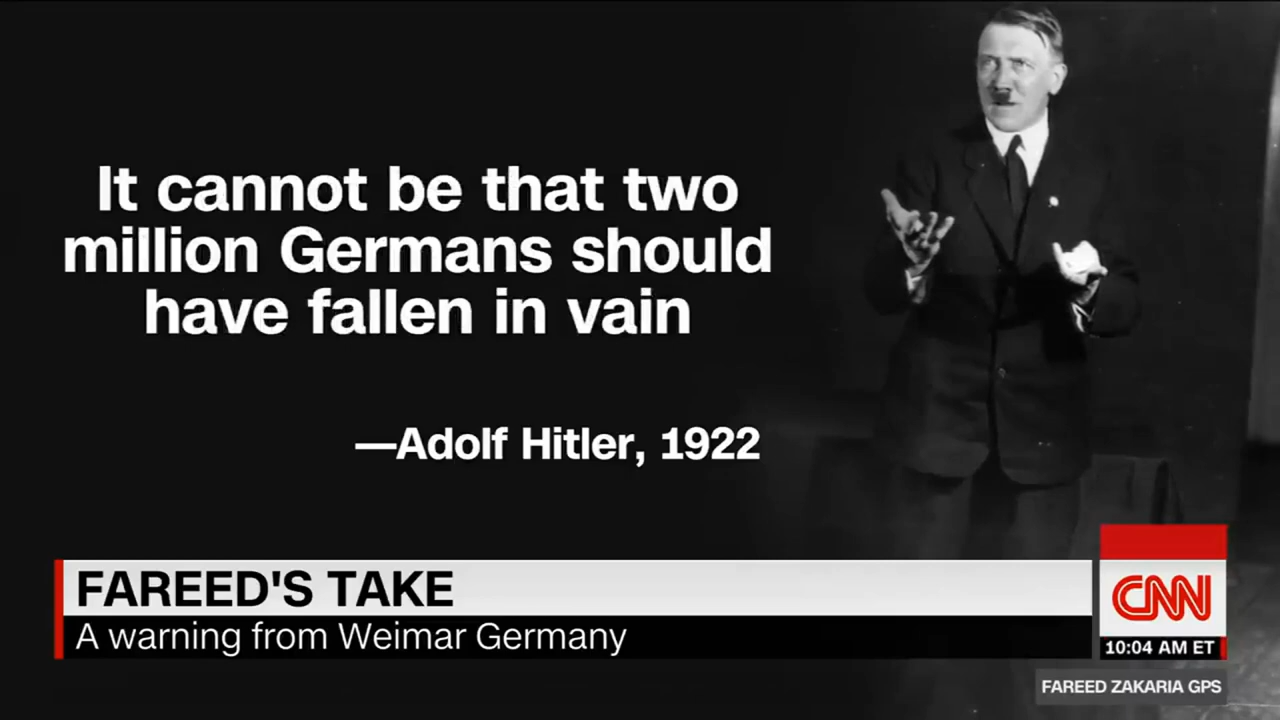 It cannot be that two
million Germans should
have fallen in vain
—Adolf Hitler, 1922
FAREED'S TAKE
A warning from Weimar Germany
CNN
10:04 AM ET
FAREED ZAKARIA GPS